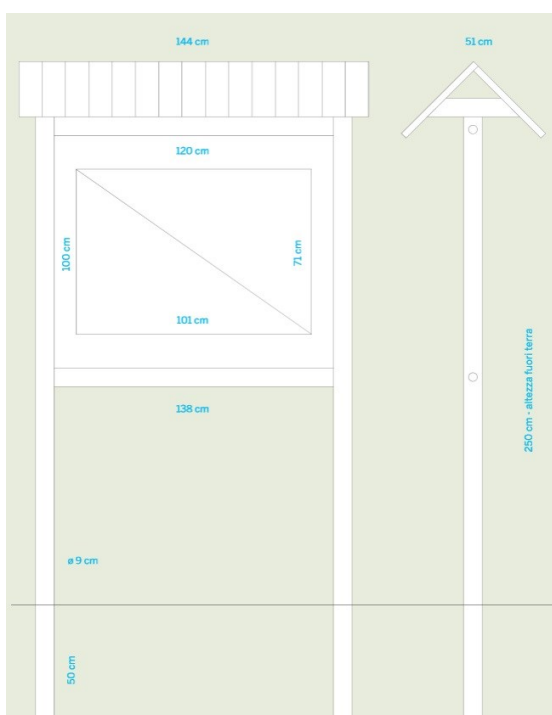 144 cm
51 cm
120 cm
100 cm
71 cm
101 cm
138 cm
250 cm - altezza fuori terra
ø 9 cm
50 cm